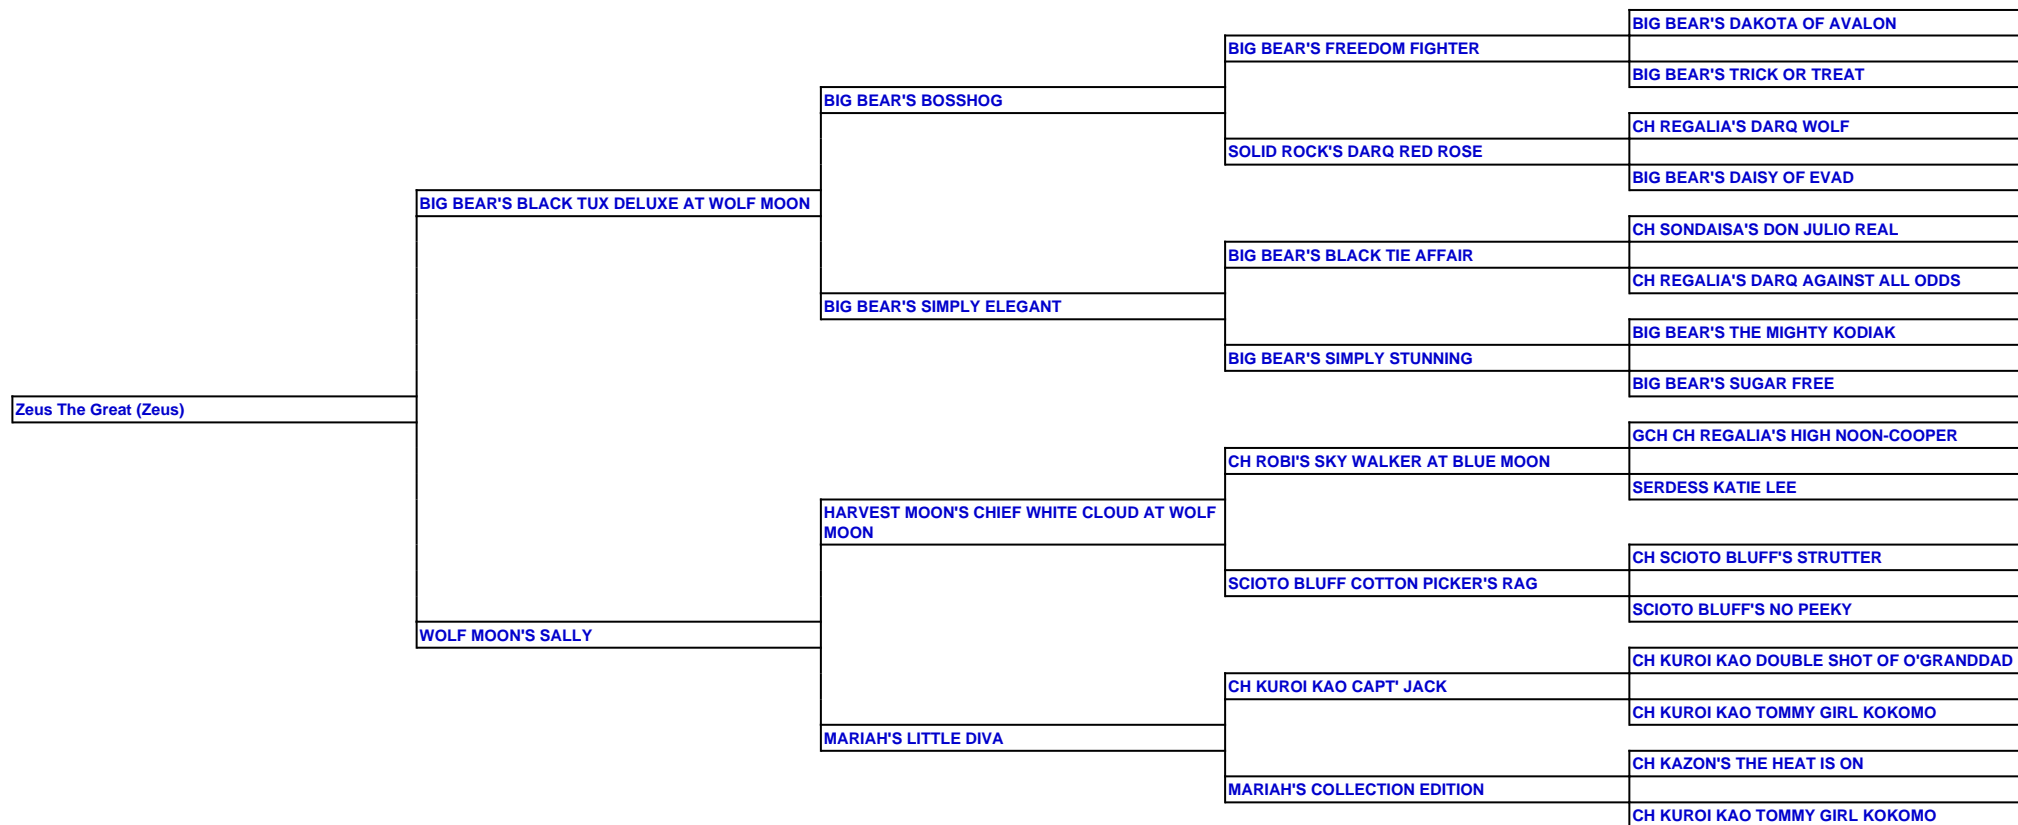 BIG BEAR'S DAKOTA OF AVALON
BIG BEAR'S FREEDOM FIGHTER
BIG BEAR'S TRICK OR TREAT
BIG BEAR'S BOSSHOG
CH REGALIA'S DARQ WOLF
SOLID ROCK'S DARQ RED ROSE
BIG BEAR'S DAISY OF EVAD
BIG BEAR'S BLACK TUX DELUXE AT WOLF MOON
CH SONDAISA'S DON JULIO REAL
BIG BEAR'S BLACK TIE AFFAIR
CH REGALIA'S DARQ AGAINST ALL ODDS
BIG BEAR'S SIMPLY ELEGANT
BIG BEAR'S THE MIGHTY KODIAK
BIG BEAR'S SIMPLY STUNNING
BIG BEAR'S SUGAR FREE
Zeus The Great (Zeus)
GCH CH REGALIA'S HIGH NOON-COOPER
CH ROBI'S SKY WALKER AT BLUE MOON
SERDESS KATIE LEE
HARVEST MOON'S CHIEF WHITE CLOUD AT WOLF
MOON
CH SCIOTO BLUFF'S STRUTTER
SCIOTO BLUFF COTTON PICKER'S RAG
SCIOTO BLUFF'S NO PEEKY
WOLF MOON'S SALLY
CH KUROI KAO DOUBLE SHOT OF O'GRANDDAD
CH KUROI KAO CAPT' JACK
CH KUROI KAO TOMMY GIRL KOKOMO
MARIAH'S LITTLE DIVA
CH KAZON'S THE HEAT IS ON
MARIAH'S COLLECTION EDITION
CH KUROI KAO TOMMY GIRL KOKOMO